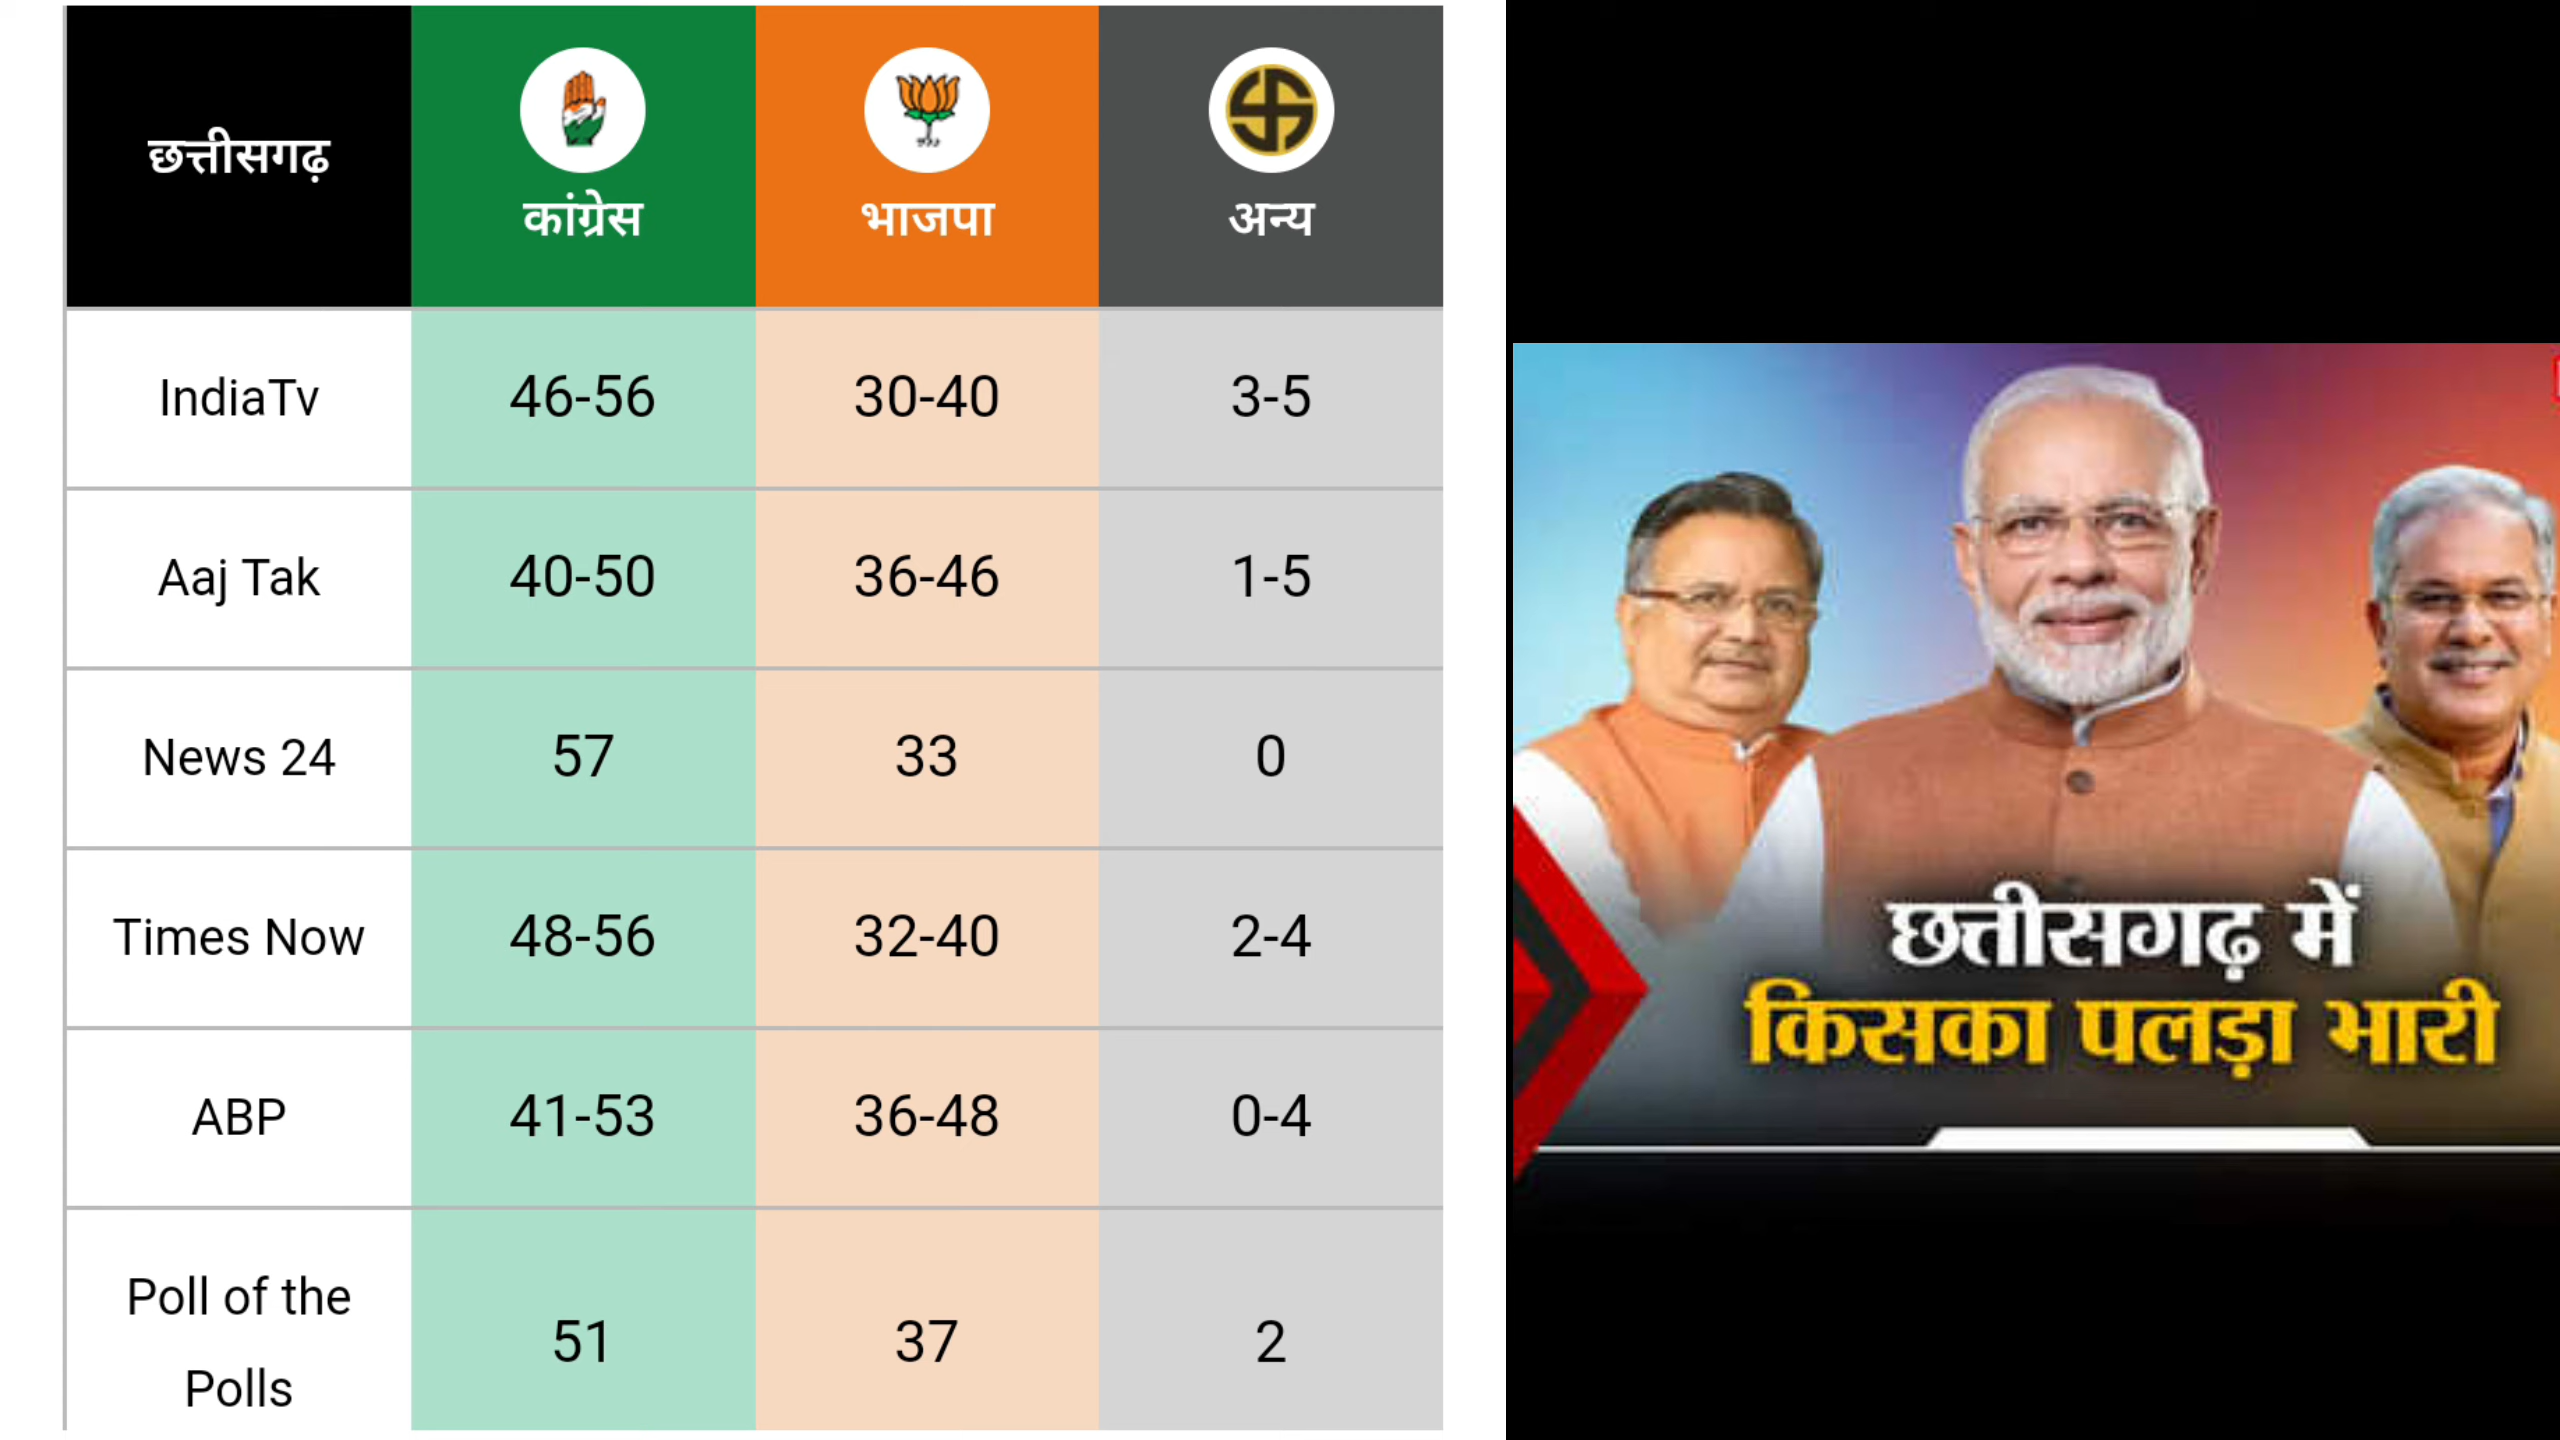 छत्तीसगढ़ कांग्रेस भाजपा अन्य
IndiaTv 46-56 30-40 3-5
Aaj Tak 40-50 36-46 1-5
News 24 57 33 0
Times Now 48-56 32-40 2-4
ABP 41-53 36-48 0-4
Poll of the
Polls 51 37 2
छत्तीसगढ़ में
किसका पलड़ा भारी